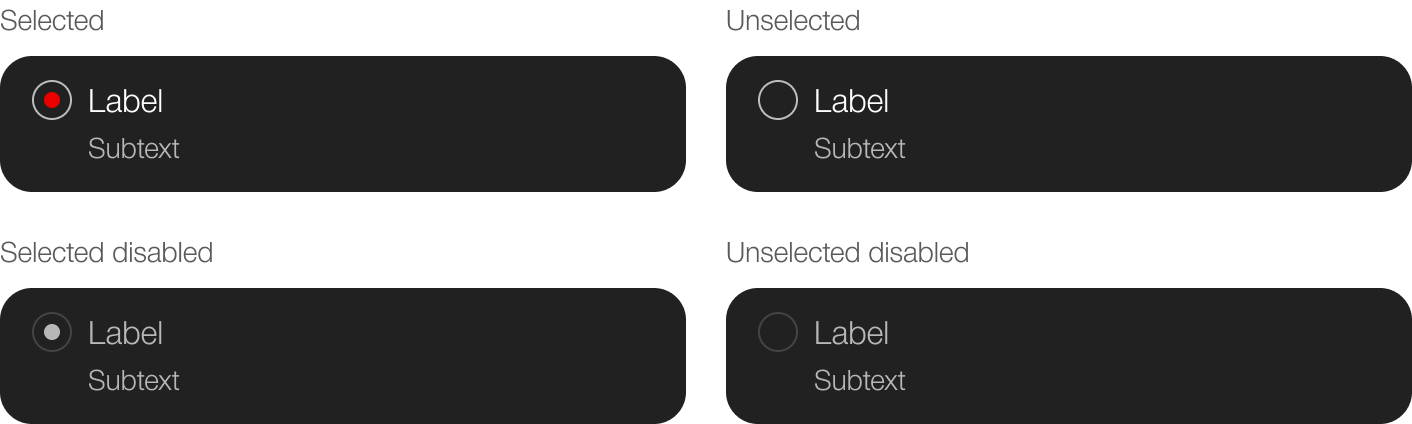 Selected
Unselected
Label
Subtext
Label
Subtext
Selected disabled
Unselected disabled
Label
Subtext
Label
Subtext